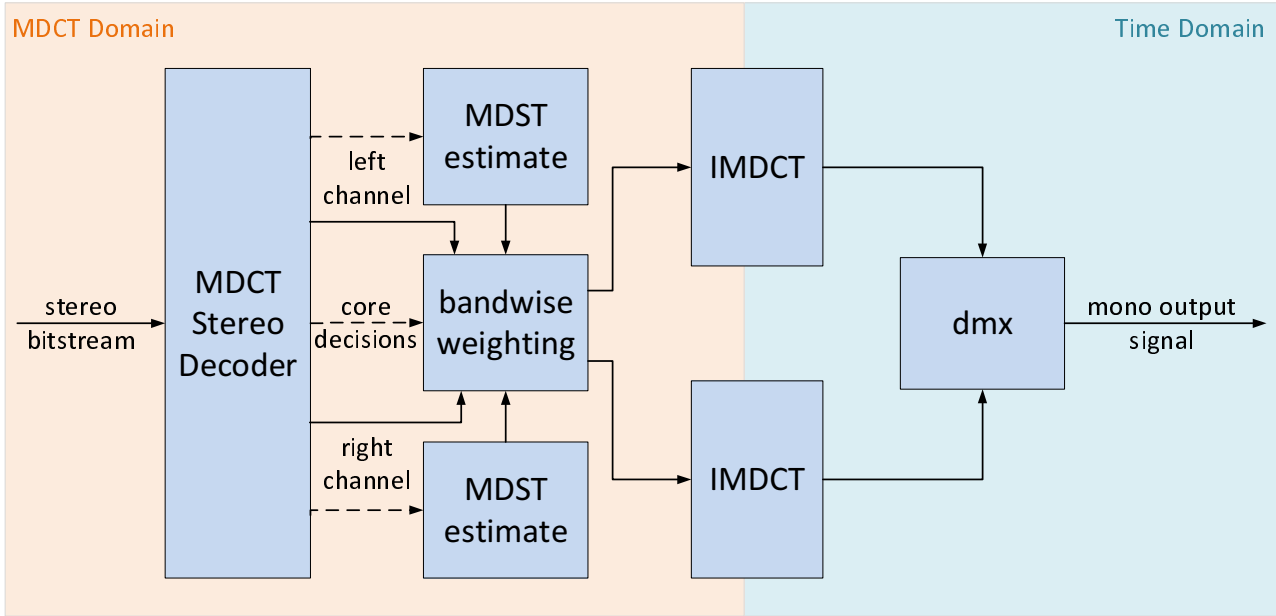 MDCT Domain
Time Domain
MDST
estimate
left
channel
IMDCT
MDCT
Stereo
Decoder
stereo
bitstream
core
decisions
bandwise
weighting
dmx
mono output
signal
right
channel
MDST
estimate
IMDCT